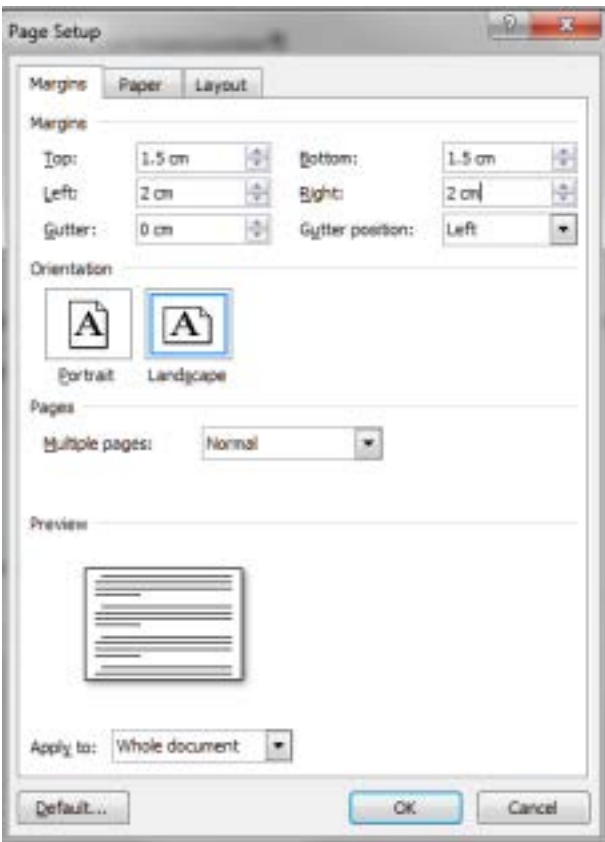 Page Setup
Margins Paper Layout
Margins
Top: 1.5 cm Bottom: 1.5 cm
Left: 2 cm Right: 2 cm
Gutter: 0 cm Gutter position: Left
Orientation
A A
Portrait Landscape
Pages
Multiple pages: Normal
Preview
Apply to: Whole document
Default... OK Cancel